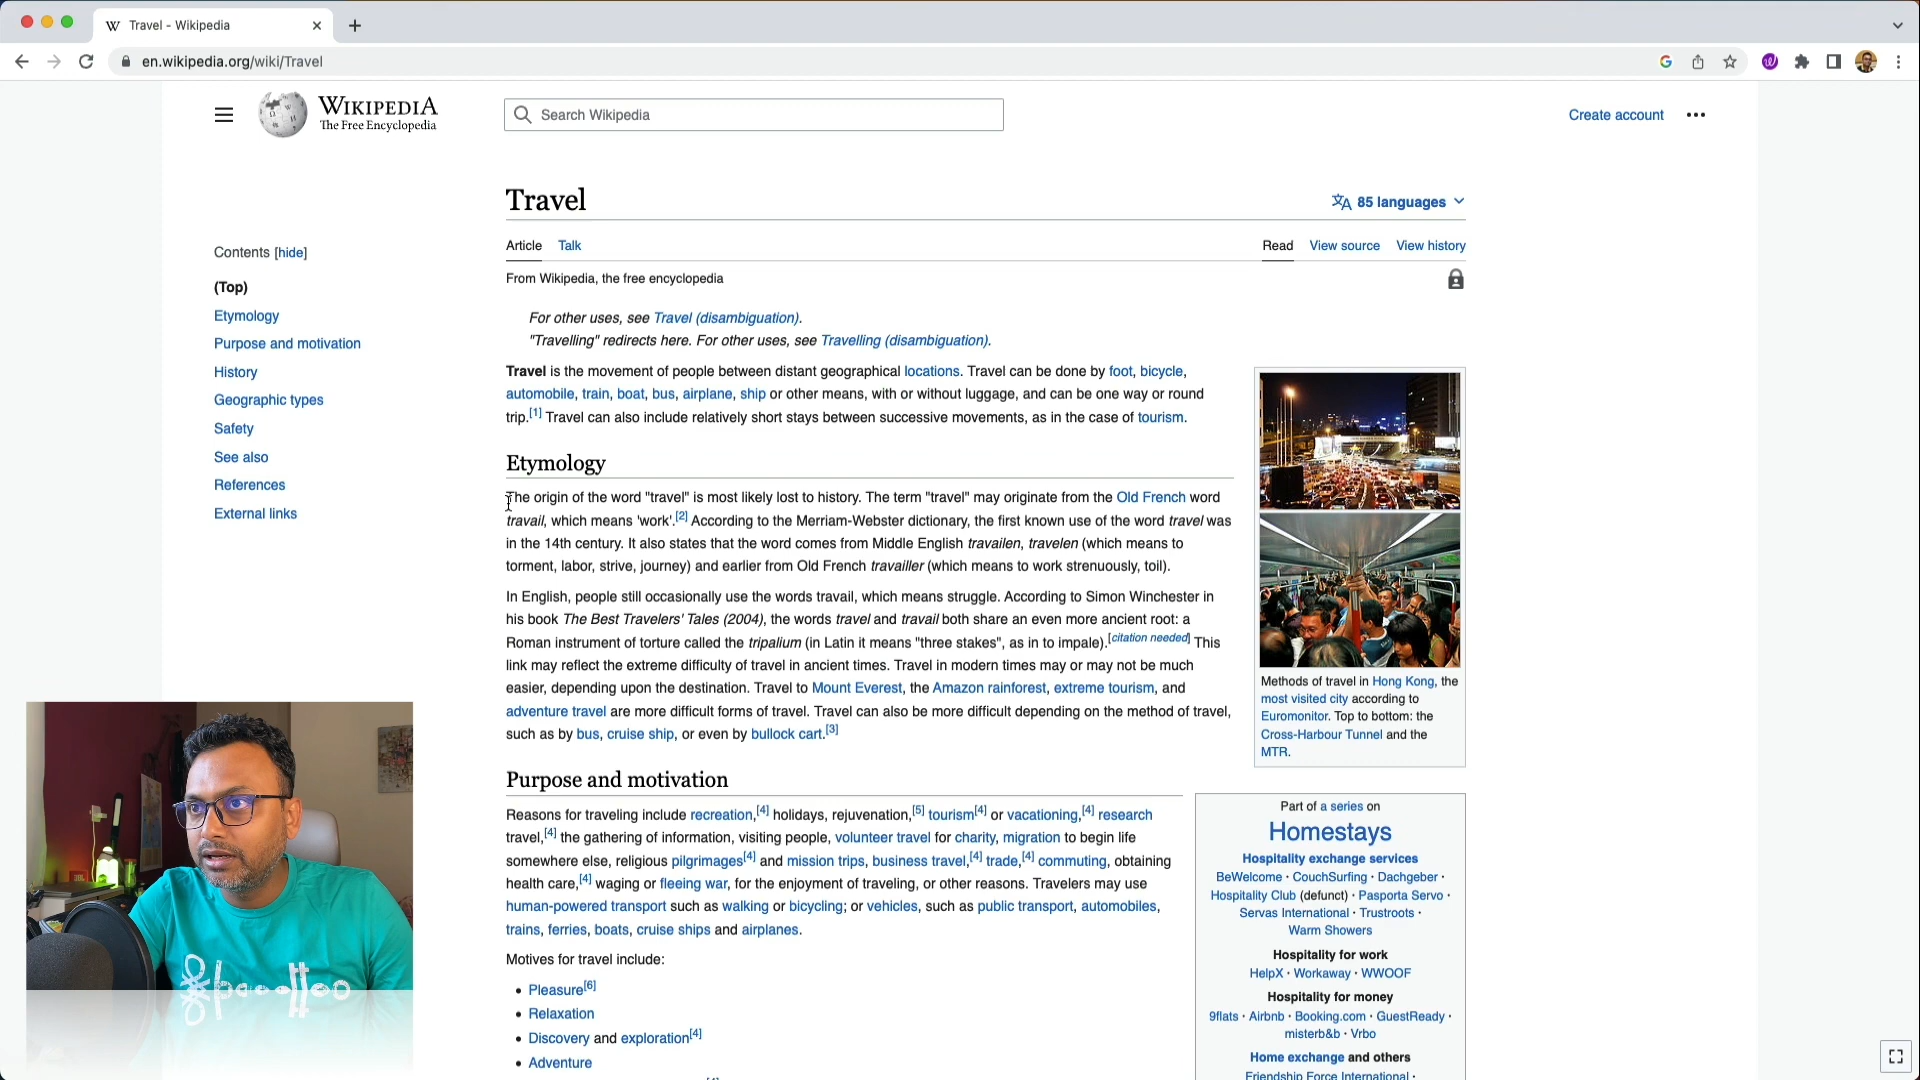 Travel - Wikipedia
en.wikipedia.org/wiki/Travel
WIKIPEDIA
The Free Encyclopedia
Search Wikipedia
Create account
Travel
85 languages
Article Talk
Read View source View history
From Wikipedia, the free encyclopedia
Contents [hide]
(Top)
Etymology
Purpose and motivation
History
Geographic types
Safety
See also
References
External links
For other uses, see Travel (disambiguation).
"Travelling" redirects here. For other uses, see Travelling (disambiguation).
Travel is the movement of people between distant geographical locations. Travel can be done by foot, bicycle,
automobile, train, boat, bus, airplane, ship or other means, with or without luggage, and can be one way or round
trip.[1] Travel can also include relatively short stays between successive movements, as in the case of tourism.
Etymology
The origin of the word "travel" is most likely lost to history. The term "travel" may originate from the Old French word
travail, which means 'work'.[2] According to the Merriam-Webster dictionary, the first known use of the word travel was
in the 14th century. It also states that the word comes from Middle English travailen, travelen (which means to
torment, labor, strive, journey) and earlier from Old French travailler (which means to work strenuously, toil).
In English, people still occasionally use the words travail, which means struggle. According to Simon Winchester in
his book The Best Travelers' Tales (2004), the words travel and travail both share an even more ancient root: a
Roman instrument of torture called the tripalium (in Latin it means "three stakes", as in to impale).[citation needed] This
link may reflect the extreme difficulty of travel in ancient times. Travel in modern times may or may not be much
easier, depending upon the destination. Travel to Mount Everest, the Amazon rainforest, extreme tourism, and
adventure travel are more difficult forms of travel. Travel can also be more difficult depending on the method of travel,
such as by bus, cruise ship, or even by bullock cart.[3]
Methods of travel in Hong Kong, the
most visited city according to
Euromonitor. Top to bottom: the
Cross-Harbour Tunnel and the
MTR.
Purpose and motivation
Reasons for traveling include recreation,[4] holidays, rejuvenation,[5] tourism[4] or vacationing,[4] research
travel,[4] the gathering of information, visiting people, volunteer travel for charity, migration to begin life
somewhere else, religious pilgrimages[4] and mission trips, business travel,[4] trade,[4] commuting, obtaining
health care,[4] waging or fleeing war, for the enjoyment of traveling, or other reasons. Travelers may use
human-powered transport such as walking or bicycling; or vehicles, such as public transport, automobiles,
trains, ferries, boats, cruise ships and airplanes.
Motives for travel include:
• Pleasure[6]
• Relaxation
• Discovery and exploration[4]
• Adventure
Part of a series on
Homestays
Hospitality exchange services
BeWelcome · CouchSurfing · Dachgeber ·
Hospitality Club (defunct) · Pasporta Servo ·
Servas International · Trustroots ·
Warm Showers
Hospitality for work
HelpX · Workaway · WWOOF
Hospitality for money
9flats · Airbnb · Booking.com · GuestReady ·
misterb&b · Vrbo
Home exchange and others
Friendship Force International ·